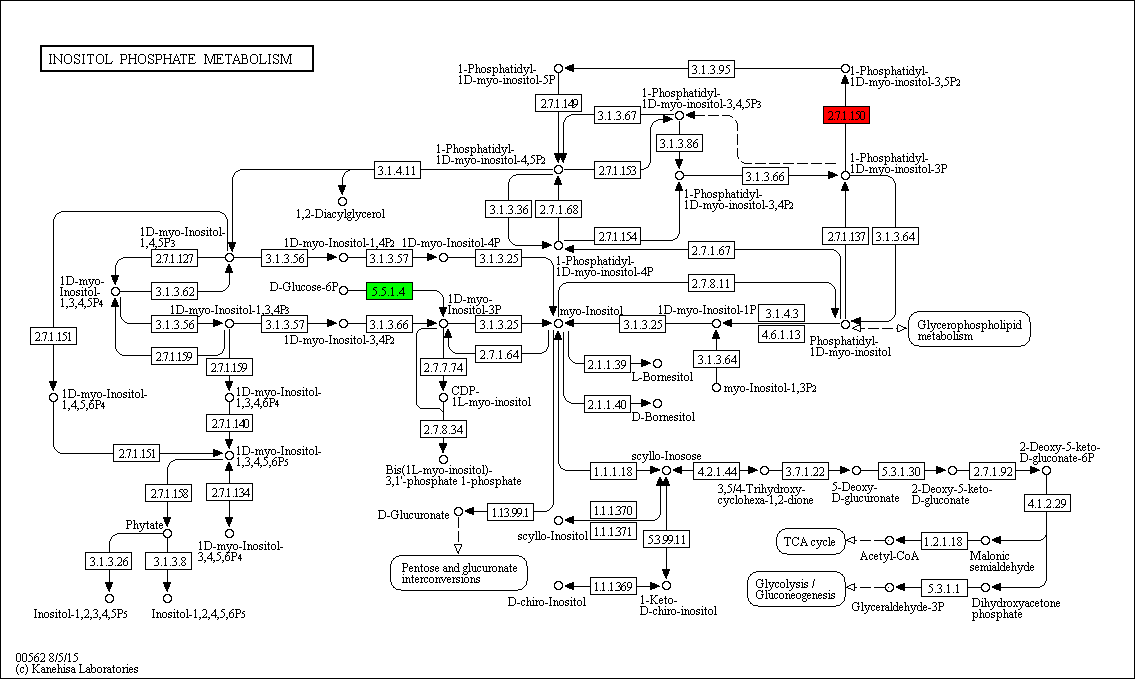 INOSITOL PHOSPHATE METABOLISM
1-Phosphatidyl-
1D-myo-inositol-5P
3.1.3.95
1-Phosphatidyl-
1D-myo-inositol-3,5P2
2.7.1.149
1-Phosphatidyl-
1D-myo-inositol-3,4,5P3
3.1.3.67
2.7.1.150
3.1.3.86
1-Phosphatidyl-
1D-myo-inositol-4,5P2
3.1.4.11
2.7.1.153
3.1.3.66
1-Phosphatidyl-
1D-myo-inositol-3P
1,2-Diacylglycerol
3.1.3.36
2.7.1.68
1-Phosphatidyl-
1D-myo-inositol-3,4P2
2.7.1.154
2.7.1.137
3.1.3.64
1D-myo-Inositol-
1,4,5P3
1D-myo-Inositol-1,4P2
1D-myo-Inositol-4P
2.7.1.67
2.7.1.127
3.1.3.56
3.1.3.57
3.1.3.25
1-Phosphatidyl-
1D-myo-inositol-4P
1D-myo-
Inositol-
1,3,4,5P4
3.1.3.62
D-Glucose-6P
5.5.1.4
2.7.8.11
1D-myo-Inositol-1,3,4P3
1D-myo-
Inositol-3P
myo-Inositol
1D-myo-Inositol-1P
3.1.4.3
3.1.3.56
3.1.3.57
3.1.3.66
3.1.3.25
3.1.3.25
4.6.1.13
Glycerophospholipid
metabolism
2.7.1.151
1D-myo-Inositol-3,4P2
Phosphatidyl-
1D-myo-inositol
2.7.1.159
2.7.1.159
2.7.7.74
2.7.1.64
2.1.1.39
3.1.3.64
L-Bornesitol
myo-Inositol-1,3P2
1D-myo-Inositol-
1,4,5,6P4
1D-myo-Inositol-
1,3,4,6P4
CDP-
1L-myo-inositol
2.1.1.40
D-Bornesitol
2.7.1.140
2.7.8.34
2.7.1.151
1D-myo-Inositol-
1,3,4,5,6P5
Bis(1L-myo-inositol)-
3,1'-phosphate 1-phosphate
scyllo-Inosose
1.1.1.18
4.2.1.44
3.7.1.22
5.3.1.30
2.7.1.92
2-Deoxy-5-keto-
D-gluconate-6P
3,5/4-Trihydroxy-
cyclohexa-1,2-dione
5-Deoxy-
D-glucuronate
2-Deoxy-5-keto-
D-gluconate
2.7.1.158
2.7.1.134
4.1.2.29
D-Glucuronate
1.13.99.1
1.1.1.370
1.1.1.371
scyllo-Inositol
Phytate
5.3.99.11
TCA cycle
1.2.1.18
Acetyl-CoA
Malonic
semialdehyde
1D-myo-Inositol-
3,4,5,6P4
3.1.3.26
3.1.3.8
Pentose and glucuronate
interconversions
1.1.1.369
D-chiro-Inositol
1-Keto-
D-chiro-inositol
Glycolysis /
Gluconeogenesis
5.3.1.1
Glyceraldehyde-3P
Dihydroxyacetone
phosphate
Inositol-1,2,3,4,5P5
Inositol-1,2,4,5,6P5
00562 8/5/15
(c) Kanehisa Laboratories